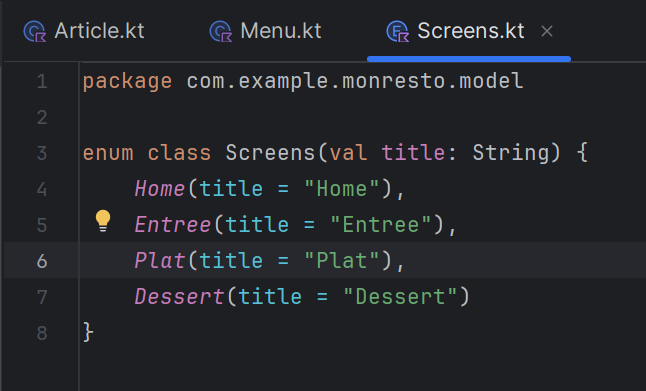 Article.kt Menu.kt Screens.kt ×
1 package com.example.monresto.model
2
3 enum class Screens(val title: String) {
4 Home(title = "Home"),
5 Entree(title = "Entree"),
6 Plat(title = "Plat"),
7 Dessert(title = "Dessert")
8 }